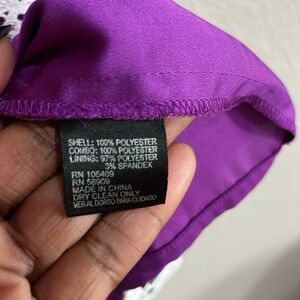 SHELL: 100% POLYESTER
COMBO: 100% POLYESTER
LINING: 97% POLYESTER
3% SPANDEX
RN 106409
RN 58909
MADE IN CHINA
DRY CLEAN ONLY
VER AL DORSO PARA CUIDADO